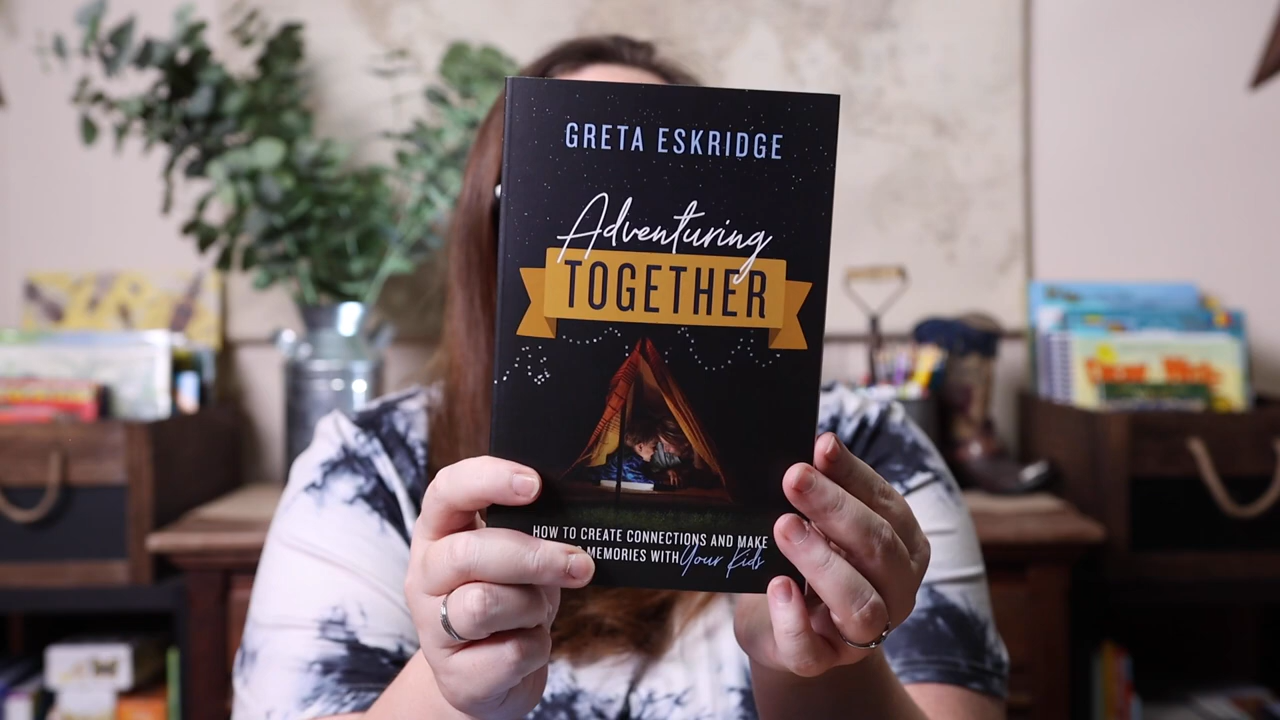 GRETA ESKRIDGE
Adventuring
TOGETHER
HOW TO CREATE CONNECTIONS AND MAKE
MEMORIES WITH Your Kids